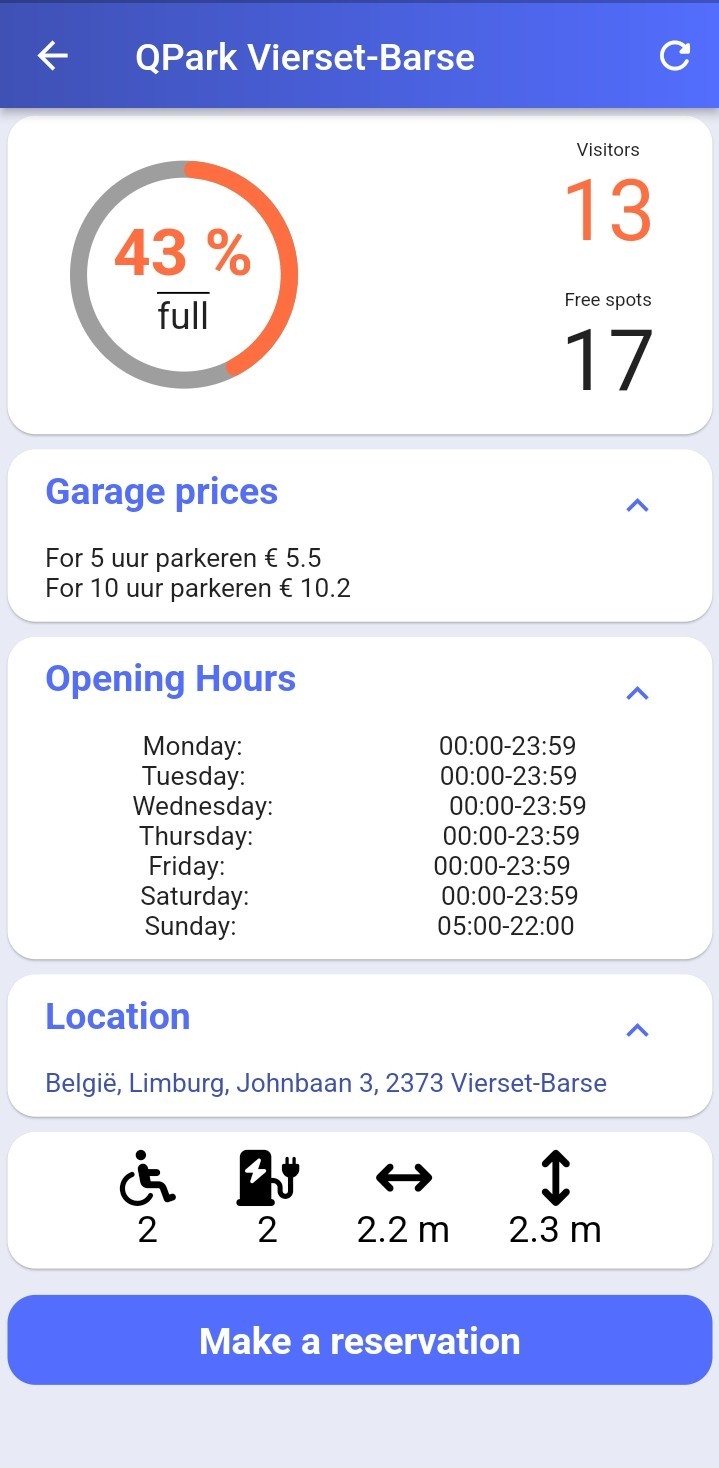 QPark Vierset-Barse
43 %
full
Visitors
13
Free spots
17
Garage prices
For 5 uur parkeren € 5.5
For 10 uur parkeren € 10.2
Opening Hours
Monday: 00:00-23:59
Tuesday: 00:00-23:59
Wednesday: 00:00-23:59
Thursday: 00:00-23:59
Friday: 00:00-23:59
Saturday: 00:00-23:59
Sunday: 05:00-22:00
Location
België, Limburg, Johnbaan 3, 2373 Vierset-Barse
2 2 2.2 m 2.3 m
Make a reservation